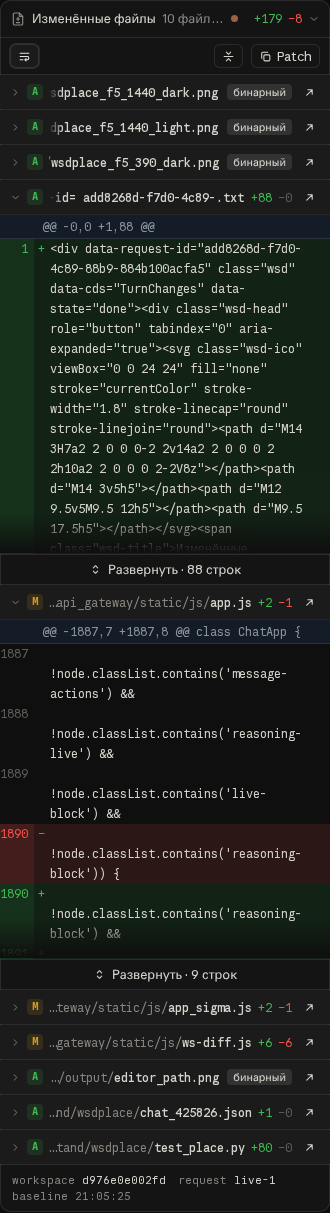 Изменённые файлы 10 файл... +179 −8
Patch
A sdplace_f5_1440_dark.png бинарный
A dplace_f5_1440_light.png бинарный
A wsdplace_f5_390_dark.png бинарный
A id= add8268d-f7d0-4c89-.txt +88 −0
@@ -0,0 +1,88 @@
1 + <div data-request-id="add8268d-f7d0-
4c89-88b9-884b100acfa5" class="wsd"
data-cds="TurnChanges" data-
state="done"><div class="wsd-head"
role="button" tabindex="0" aria-
expanded="true"><svg class="wsd-ico"
viewBox="0 0 24 24" fill="none"
stroke="currentColor" stroke-
width="1.8" stroke-linecap="round"
stroke-linejoin="round"><path d="M14
3H7a2 2 0 0 0-2 2v14a2 2 0 0 0 2
2h10a2 2 0 0 0 2-2V8z"></path><path
d="M14 3v5h5"></path><path d="M12
9.5v5M9.5 12h5"></path><path d="M9.5
17.5h5"></path></svg><span
class="wsd-title">Изменённые
Развернуть · 88 строк
M …api_gateway/static/js/app.js +2 −1
@@ -1887,7 +1887,8 @@ class ChatApp {
1887
!node.classList.contains('message-
actions') &&
1888
!node.classList.contains('reasoning-
live') &&
1889
!node.classList.contains('live-
block') &&
1890 −
!node.classList.contains('reasoning-
block')) {
1890 +
!node.classList.contains('reasoning-
block') &&
1891 +
Развернуть · 9 строк
M …teway/static/js/app_sigma.js +2 −1
M …gateway/static/js/ws-diff.js +6 −6
A …/output/editor_path.png бинарный
A …nd/wsdplace/chat_425826.json +1 −0
A …tand/wsdplace/test_place.py +80 −0
workspace d976e0e002fd request live-1
baseline 21:05:25